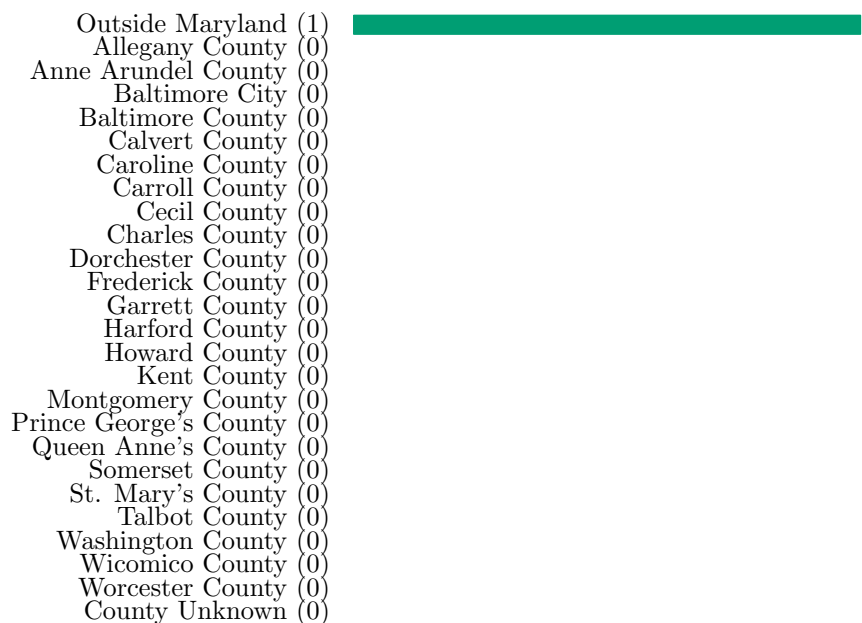 Outside Maryland (1)
Allegany County (0)
Anne Arundel County (0)
Baltimore City (0)
Baltimore County (0)
Calvert County (0)
Caroline County (0)
Carroll County (0)
Cecil County (0)
Charles County (0)
Dorchester County (0)
Frederick County (0)
Garrett County (0)
Harford County (0)
Howard County (0)
Kent County (0)
Montgomery County (0)
Prince George's County (0)
Queen Anne's County (0)
Somerset County (0)
St. Mary's County (0)
Talbot County (0)
Washington County (0)
Wicomico County (0)
Worcester County (0)
County Unknown (0)